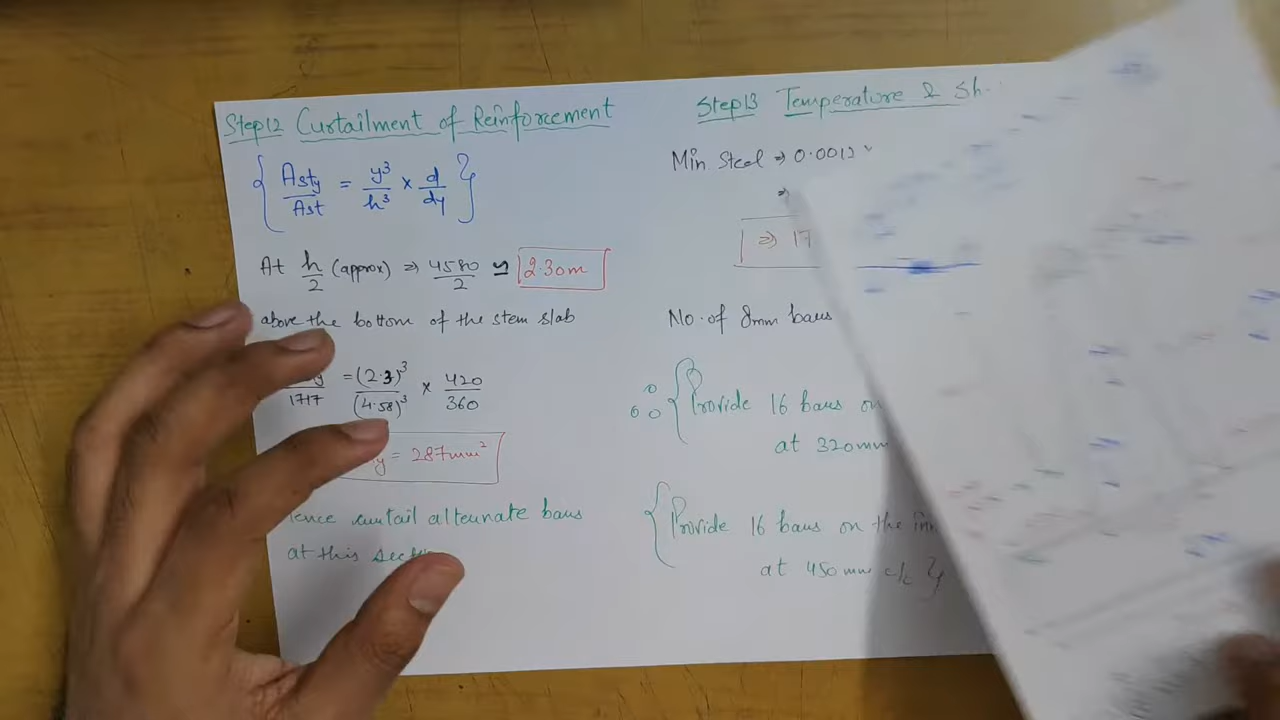 Step12 Curtailment of Reinforcement
{ Asty/Ast = y³/h³ × d/dy }
At h/2 (approx) ⇒ 4580/2 ≃ 2.30m
above the bottom of the stem slab
y/1717 = (2.3)³/(4.58)³ × 420/360
y = 287mm²
Hence curtail alternate bars
at this
Step13 Temperature & Sh
Min Steel ⇒ 0.0012
⇒
⇒ 17
No. of 8mm bars
{ Provide 16 bars on
at 320mm
{ Provide 16 bars on the
at 450mm c/c }